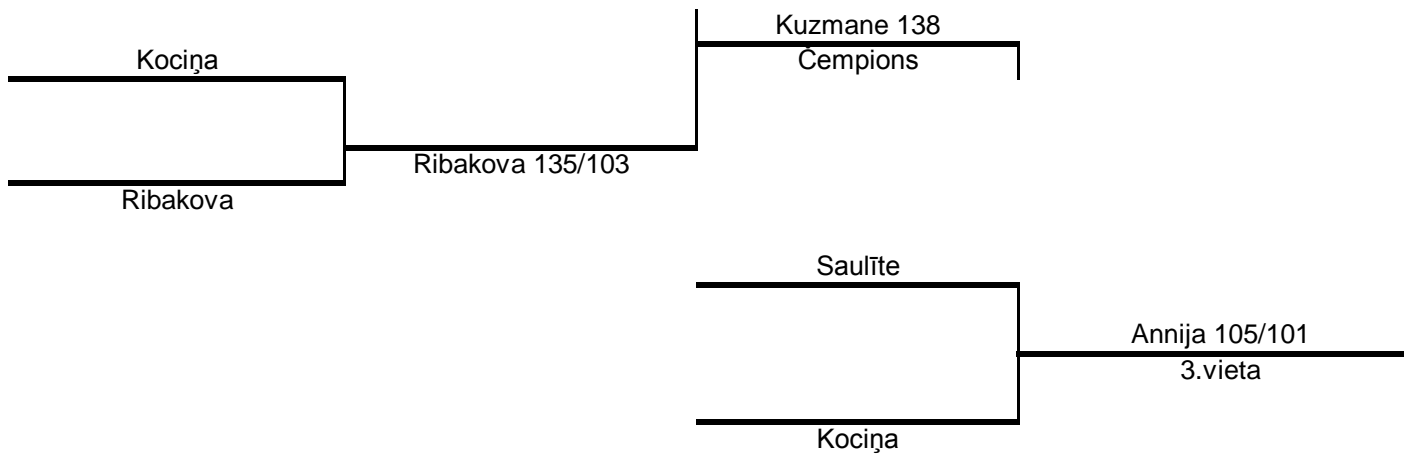 Kuzmane 138
Čempions
Kociņa
Ribakova 135/103
Ribakova
Saulīte
Annija 105/101
3.vieta
Kociņa